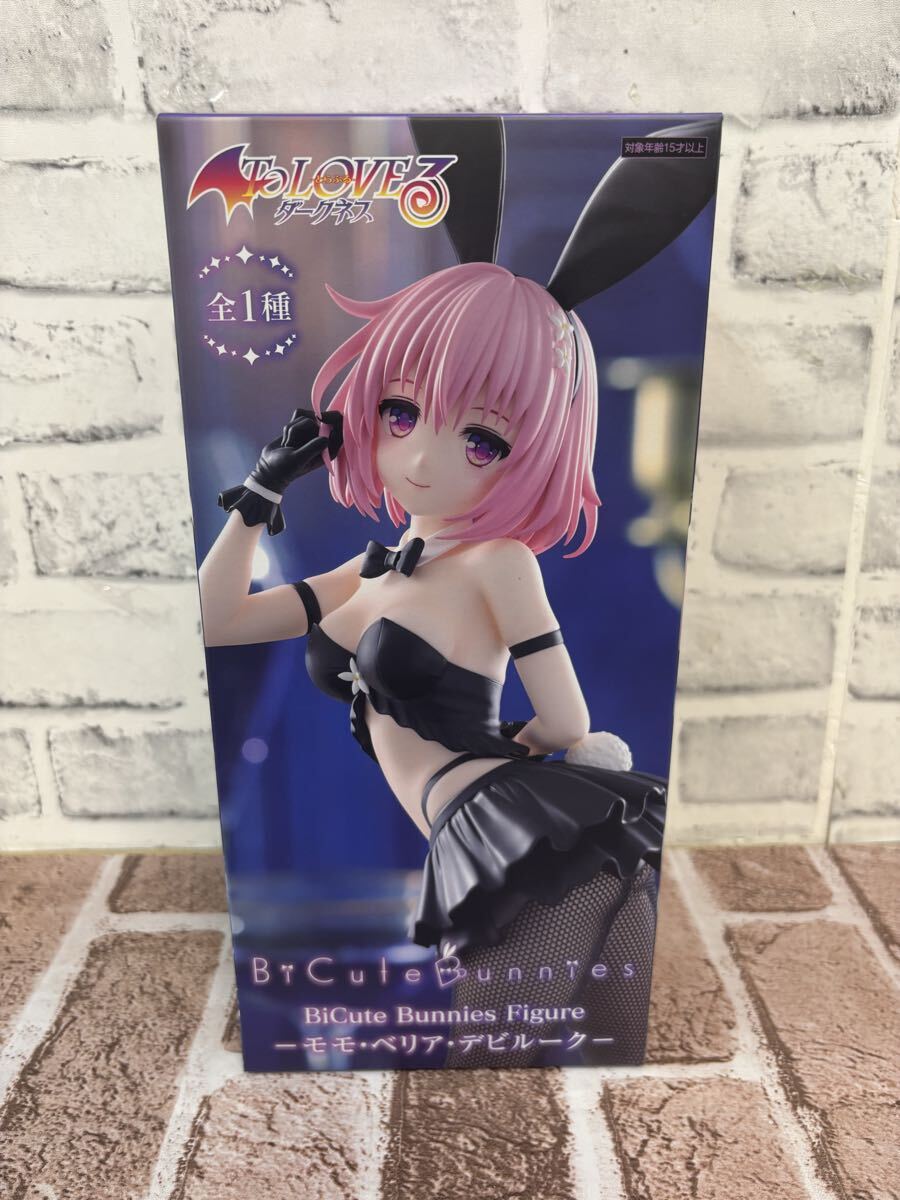 対象年齢15才以上
To LOVEる
とらぶる
ダークネス
全1種
BiCute Bunnies
BiCute Bunnies Figure
―モモ・ベリア・デビルーク―